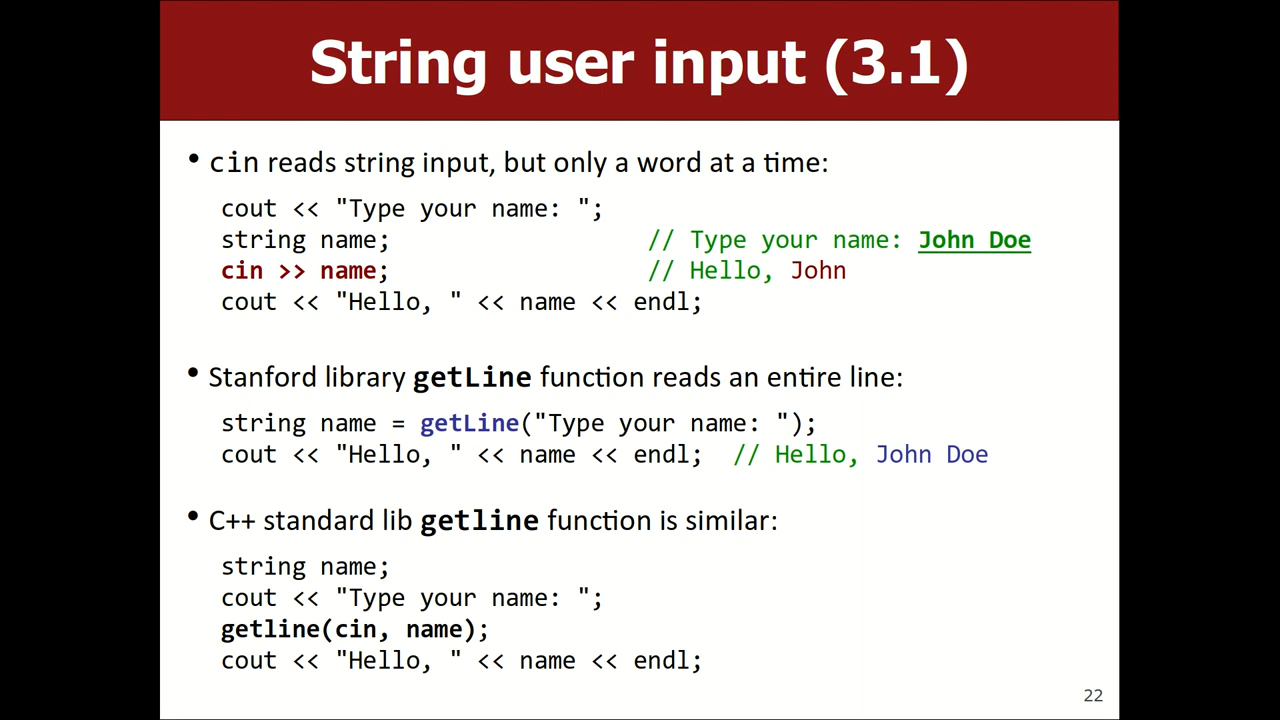 String user input (3.1)
• cin reads string input, but only a word at a time:
cout << "Type your name: ";
string name; // Type your name: John Doe
cin >> name; // Hello, John
cout << "Hello, " << name << endl;
• Stanford library getLine function reads an entire line:
string name = getLine("Type your name: ");
cout << "Hello, " << name << endl; // Hello, John Doe
• C++ standard lib getline function is similar:
string name;
cout << "Type your name: ";
getline(cin, name);
cout << "Hello, " << name << endl;
22